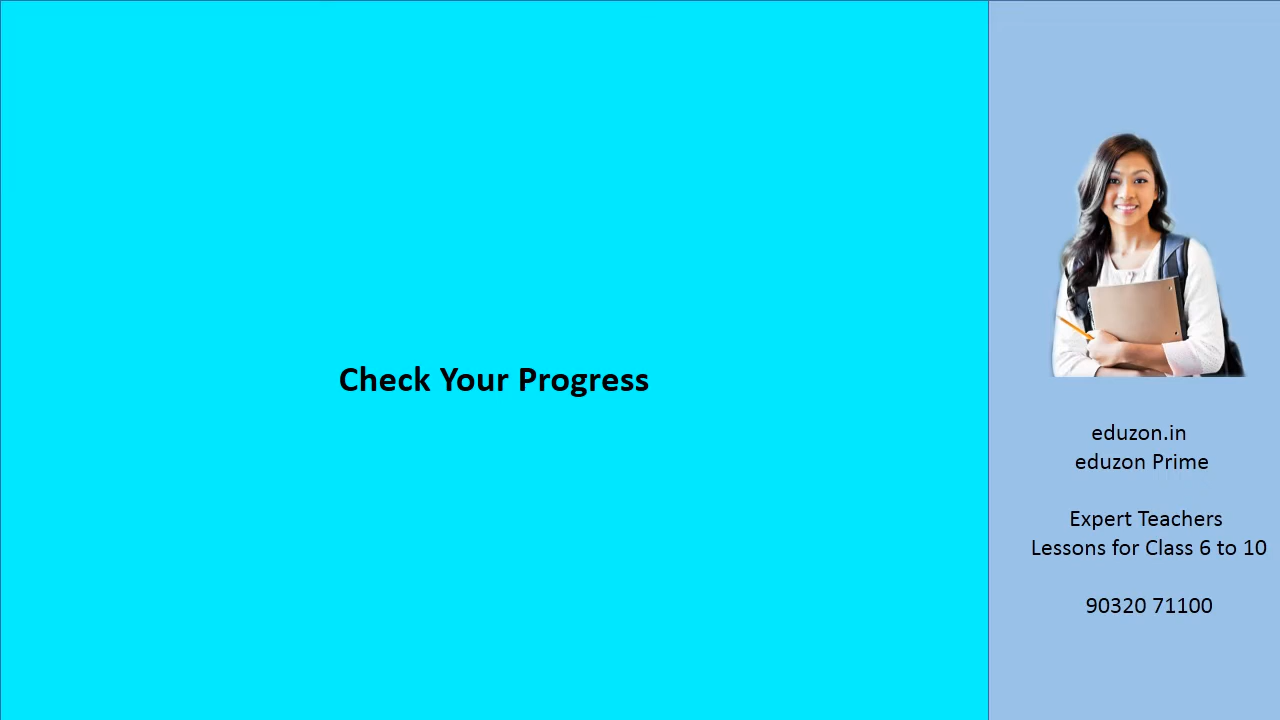 Check Your Progress
eduzon.in
eduzon Prime
Expert Teachers
Lessons for Class 6 to 10
90320 71100